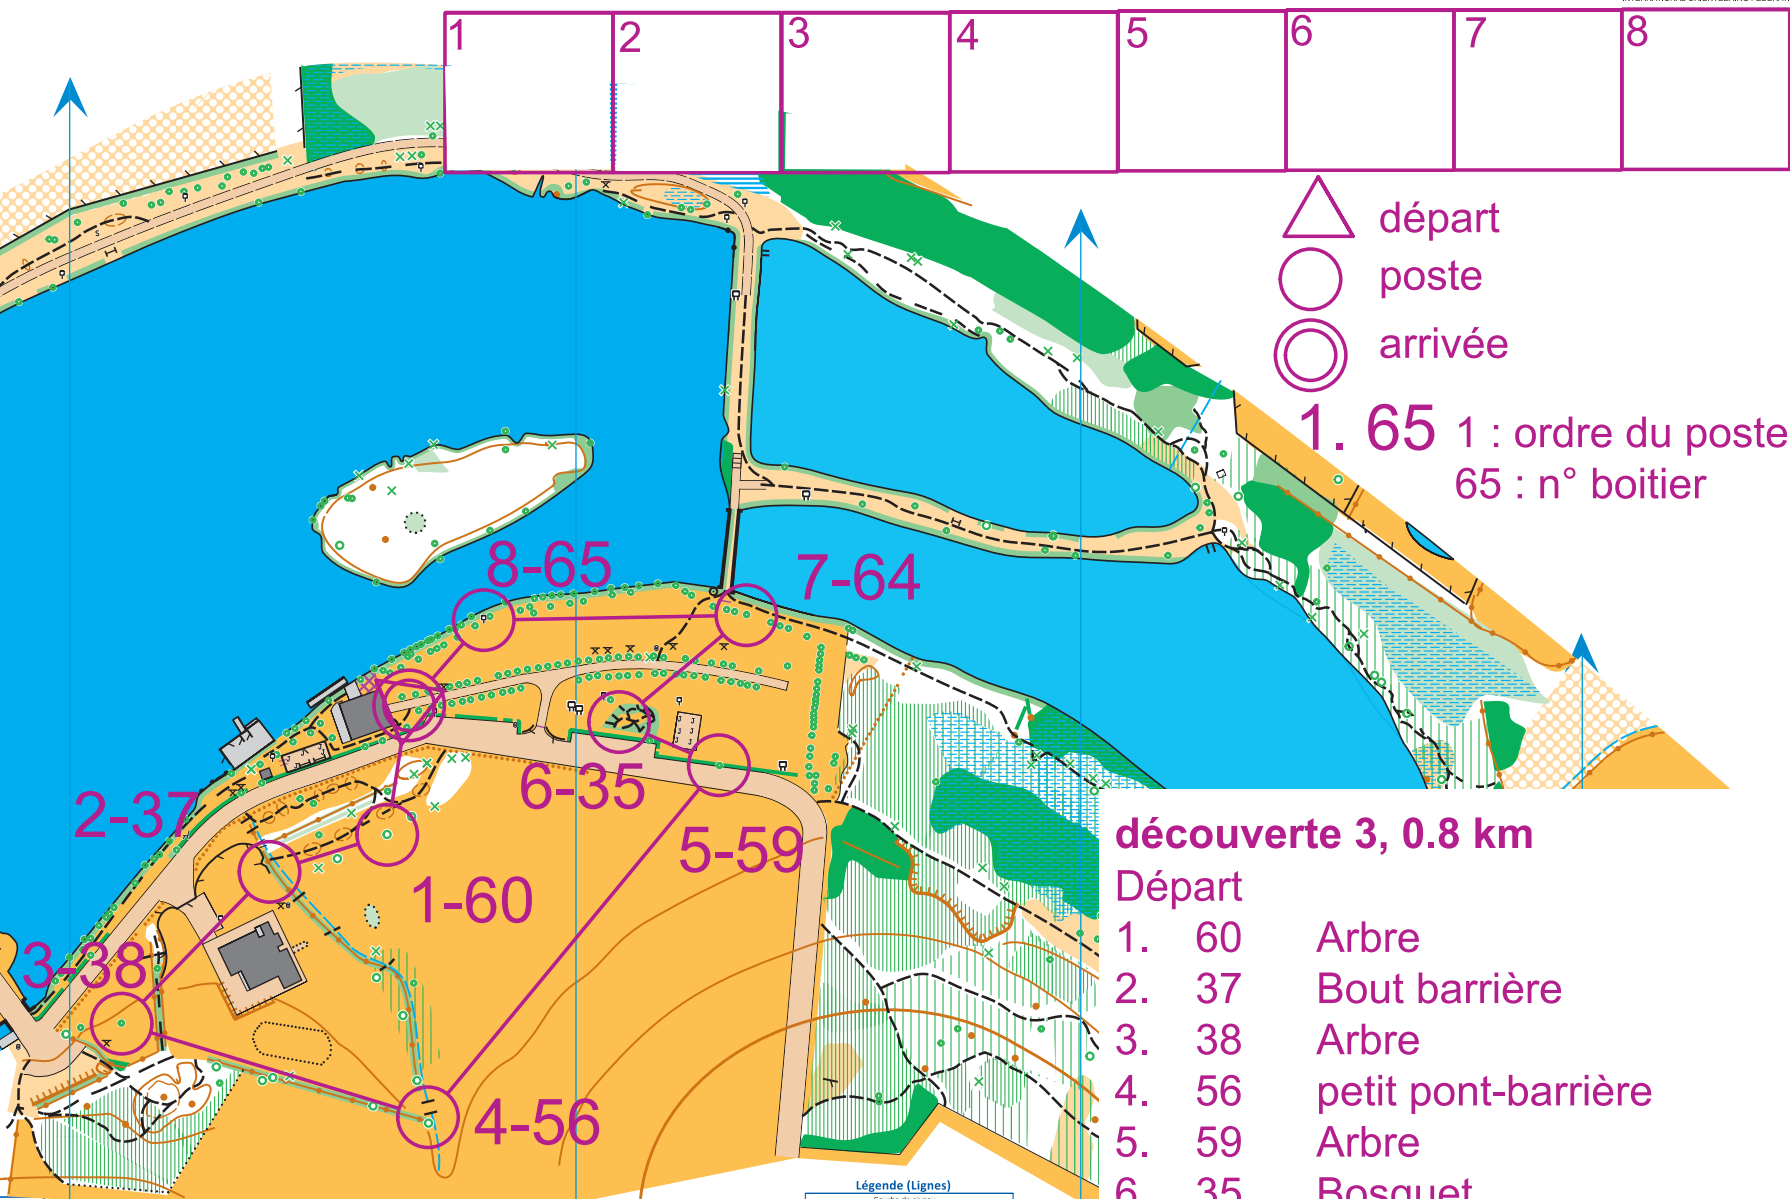 1 2 3 4 5 6 7 8
départ
poste
arrivée
1. 65 1 : ordre du poste
65 : n° boitier
8-65
7-64
6-35
2-37
5-59
1-60
3-38
4-56
découverte 3, 0.8 km
Départ
1. 60 Arbre
2. 37 Bout barrière
3. 38 Arbre
4. 56 petit pont-barrière
5. 59 Arbre
6. 35 Bosquet
Légende (Lignes)